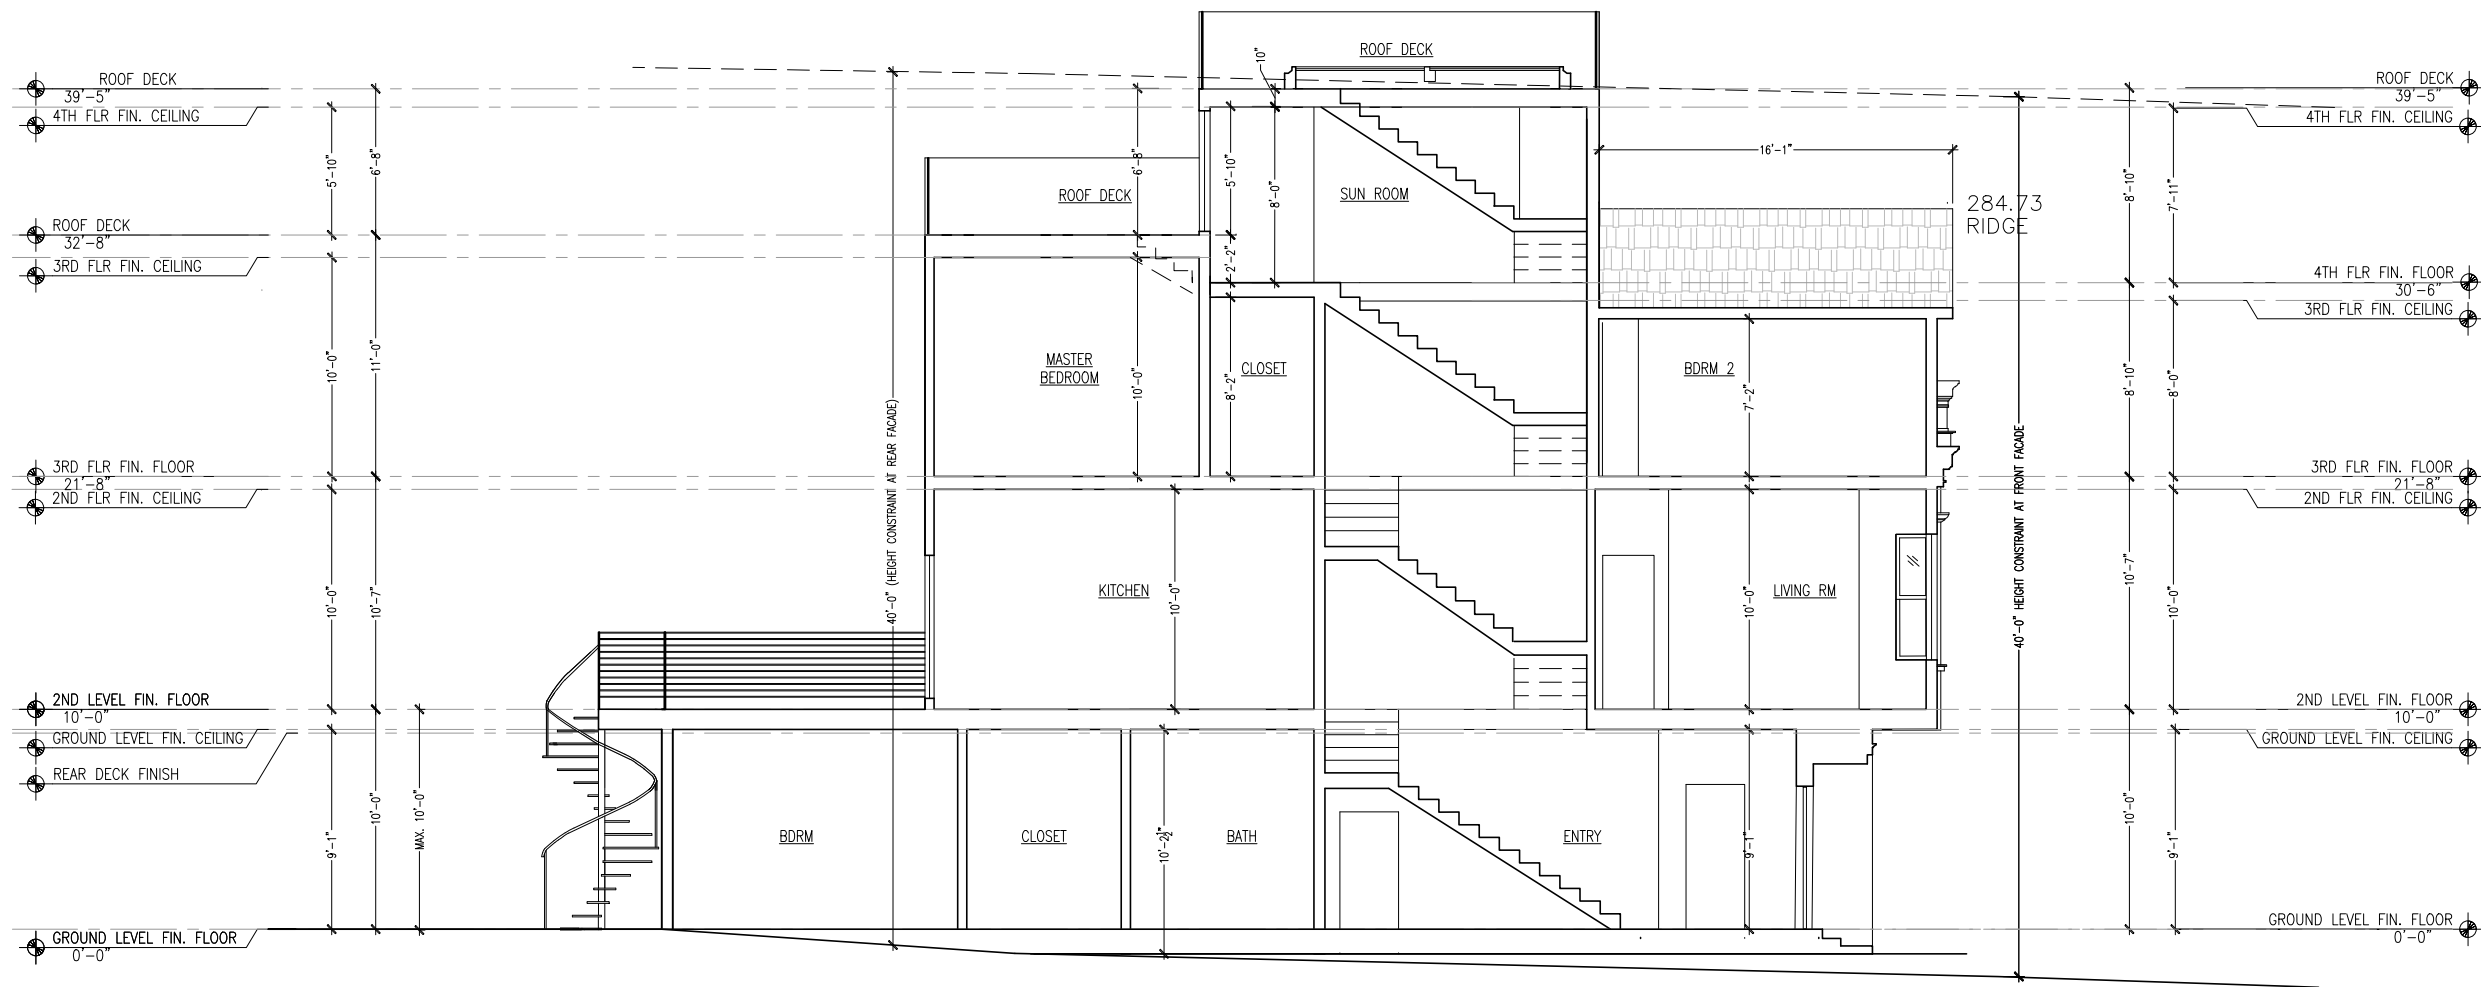 ROOF DECK
39'-5"
4TH FLR FIN. CEILING
ROOF DECK
32'-8"
3RD FLR FIN. CEILING
3RD FLR FIN. FLOOR
21'-8"
2ND FLR FIN. CEILING
2ND LEVEL FIN. FLOOR
10'-0"
GROUND LEVEL FIN. CEILING
REAR DECK FINISH
GROUND LEVEL FIN. FLOOR
0'-0"
5'-10"
6'-8"
10'-0"
11'-0"
10'-0"
10'-7"
9'-1"
10'-0"
MAX. 10'-0"
40'-0" (HEIGHT CONSTRAINT AT REAR FACADE)
ROOF DECK
10"
ROOF DECK
6'-8"
5'-10"
8'-0"
2'-2"
SUN ROOM
16'-1"
284.73
RIDGE
MASTER
BEDROOM
10'-0"
CLOSET
8'-2"
BDRM 2
7'-2"
KITCHEN
10'-0"
LIVING RM
10'-0"
BDRM
CLOSET
10'-2½"
BATH
ENTRY
9'-1"
40'-0" HEIGHT CONSTRAINT AT FRONT FACADE
8'-10"
7'-11"
8'-10"
8'-0"
10'-7"
10'-0"
10'-0"
9'-1"
ROOF DECK
39'-5"
4TH FLR FIN. CEILING
4TH FLR FIN. FLOOR
30'-6"
3RD FLR FIN. CEILING
3RD FLR FIN. FLOOR
21'-8"
2ND FLR FIN. CEILING
2ND LEVEL FIN. FLOOR
10'-0"
GROUND LEVEL FIN. CEILING
GROUND LEVEL FIN. FLOOR
0'-0"